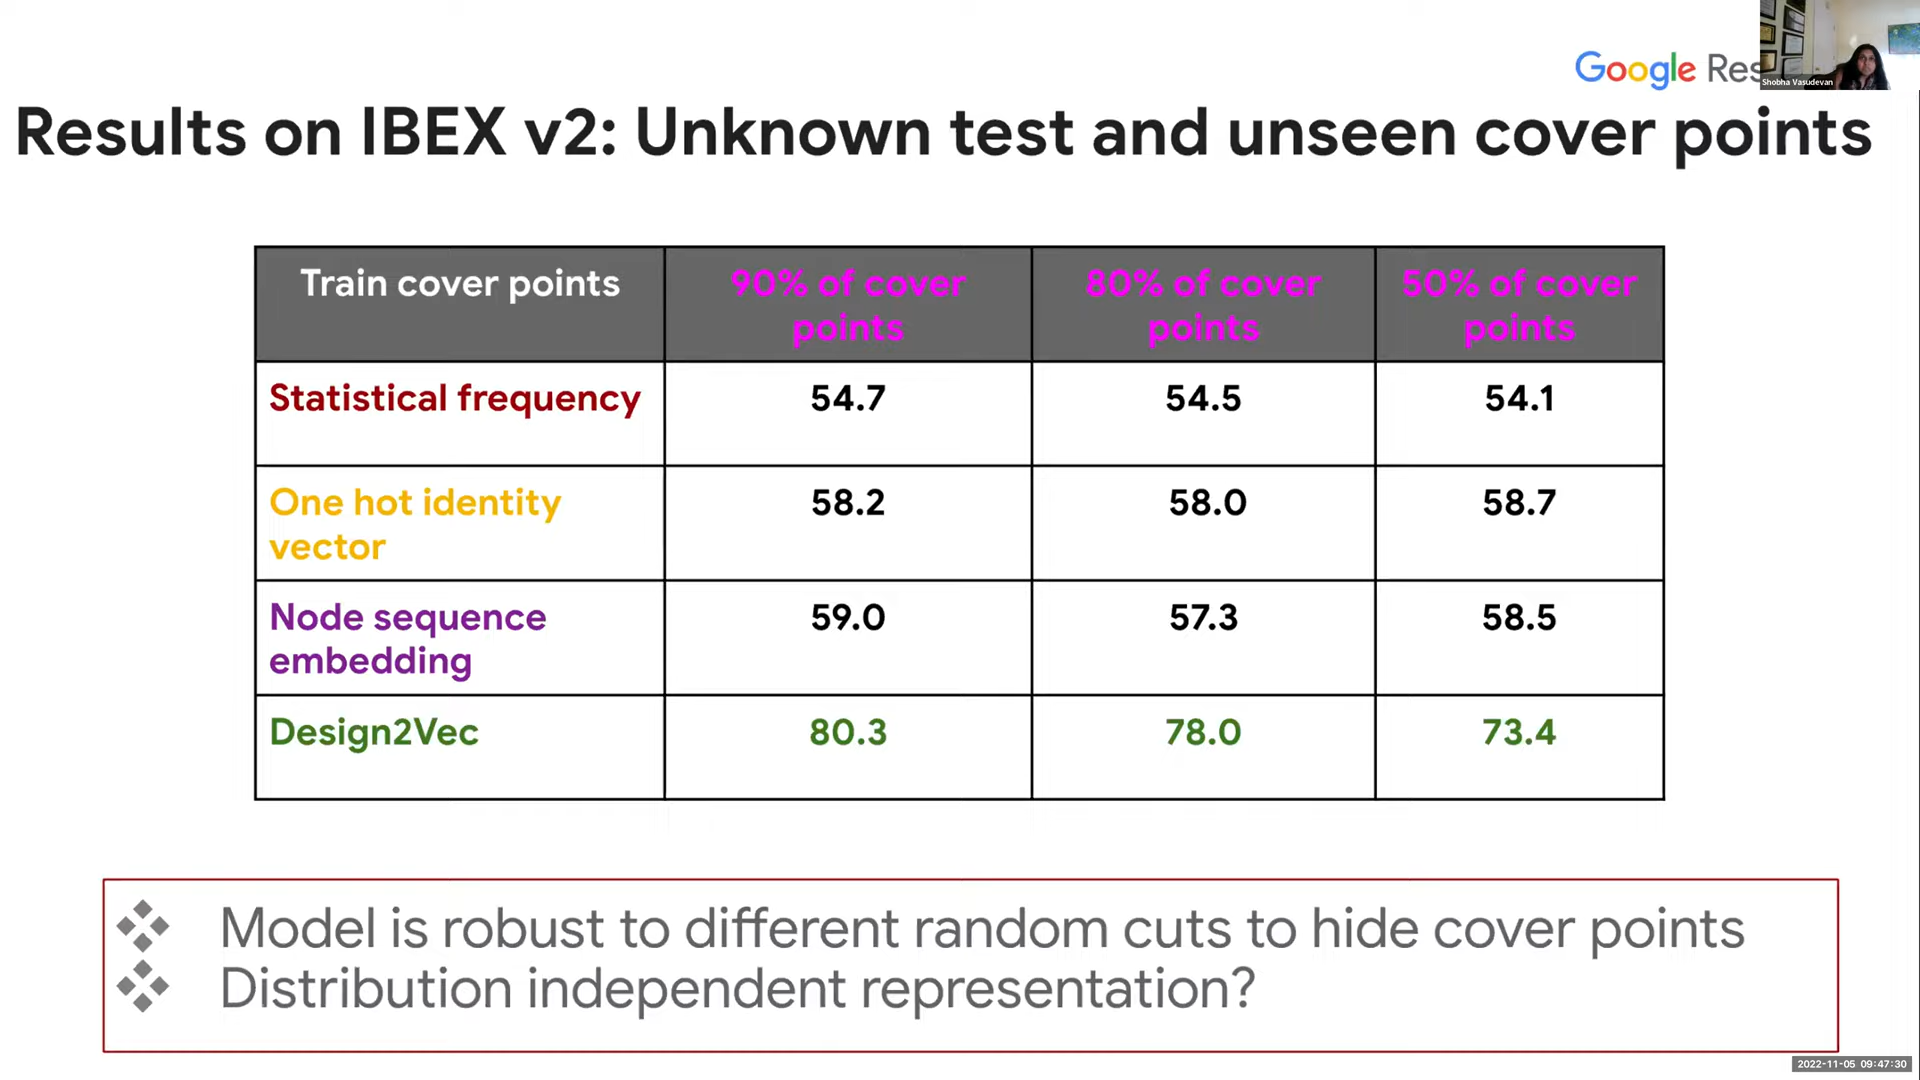 Google Res
Shobha Vasudevan
Results on IBEX v2: Unknown test and unseen cover points
Train cover points
90% of cover
points
80% of cover
points
50% of cover
points
Statistical frequency
54.7
54.5
54.1
One hot identity
vector
58.2
58.0
58.7
Node sequence
embedding
59.0
57.3
58.5
Design2Vec
80.3
78.0
73.4
Model is robust to different random cuts to hide cover points
Distribution independent representation?
2022-11-05 09:47:30